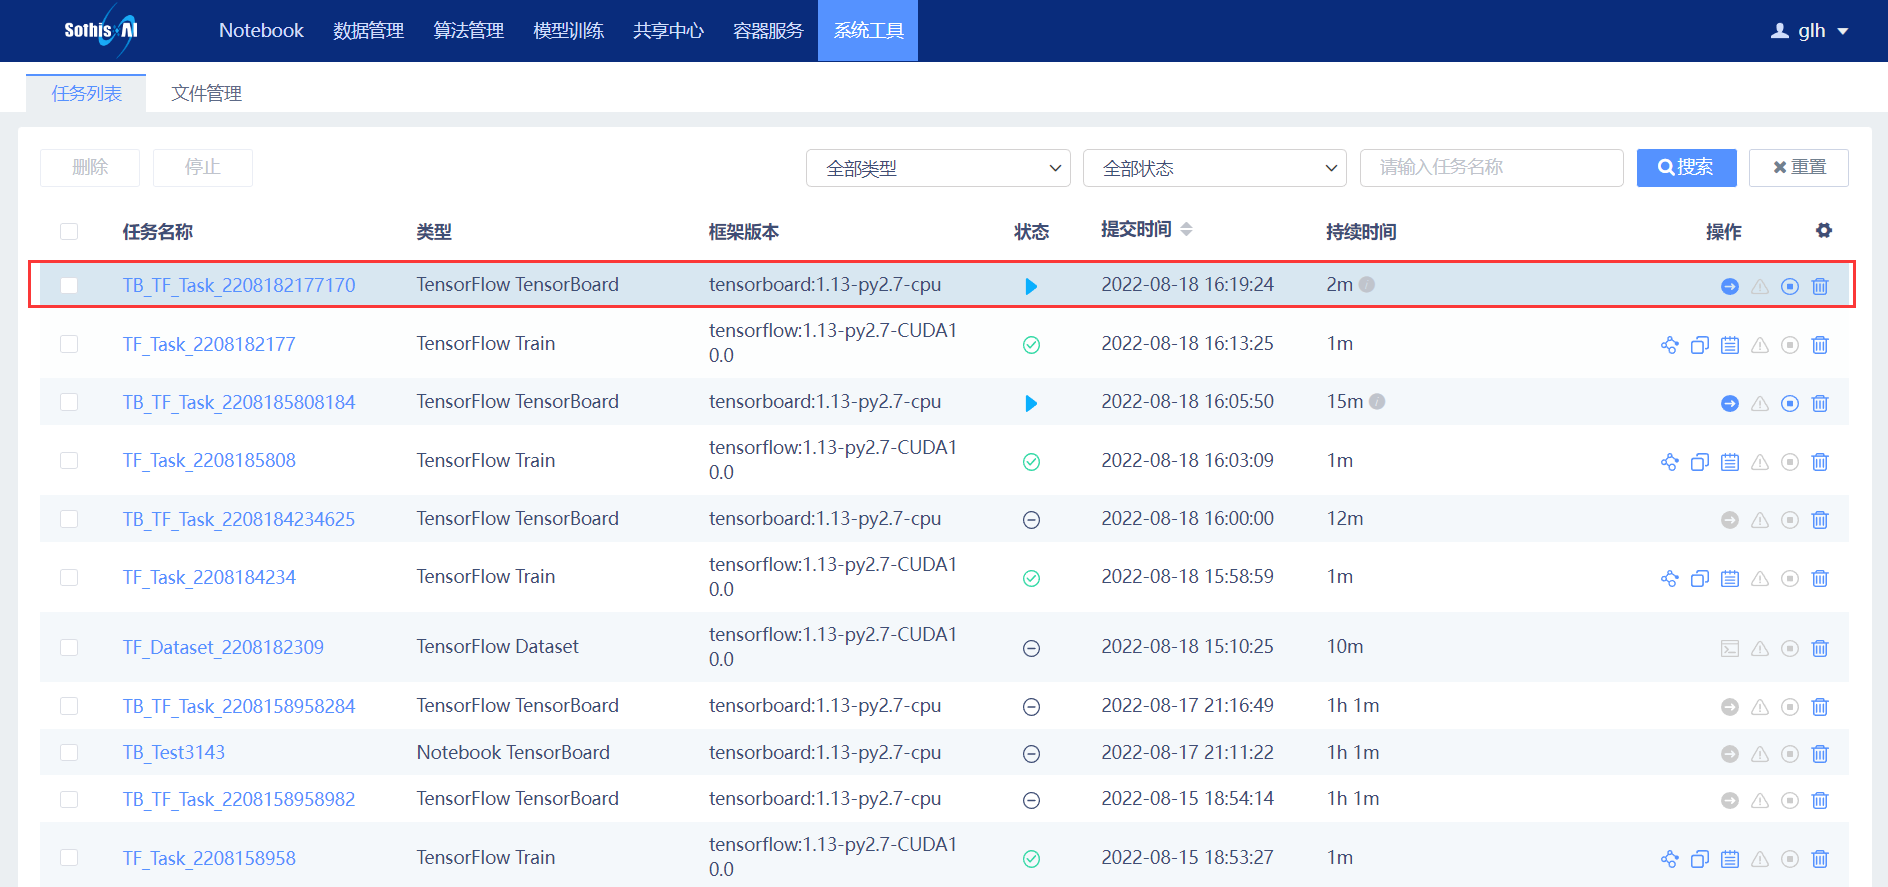 SothisAI
Notebook 数据管理 算法管理 模型训练 共享中心 容器服务 系统工具 glh
任务列表 文件管理
删除 停止 全部类型 全部状态 请输入任务名称 搜索 重置
任务名称 类型 框架版本 状态 提交时间 持续时间 操作
TB_TF_Task_2208182177170 TensorFlow TensorBoard tensorboard:1.13-py2.7-cpu 2022-08-18 16:19:24 2m
TF_Task_2208182177 TensorFlow Train tensorflow:1.13-py2.7-CUDA1 2022-08-18 16:13:25 1m
0.0
TB_TF_Task_2208185808184 TensorFlow TensorBoard tensorboard:1.13-py2.7-cpu 2022-08-18 16:05:50 15m
TF_Task_2208185808 TensorFlow Train tensorflow:1.13-py2.7-CUDA1 2022-08-18 16:03:09 1m
0.0
TB_TF_Task_2208184234625 TensorFlow TensorBoard tensorboard:1.13-py2.7-cpu 2022-08-18 16:00:00 12m
TF_Task_2208184234 TensorFlow Train tensorflow:1.13-py2.7-CUDA1 2022-08-18 15:58:59 1m
0.0
TF_Dataset_2208182309 TensorFlow Dataset tensorflow:1.13-py2.7-CUDA1 2022-08-18 15:10:25 10m
0.0
TB_TF_Task_2208158958284 TensorFlow TensorBoard tensorboard:1.13-py2.7-cpu 2022-08-17 21:16:49 1h 1m
TB_Test3143 Notebook TensorBoard tensorboard:1.13-py2.7-cpu 2022-08-17 21:11:22 1h 1m
TB_TF_Task_2208158958982 TensorFlow TensorBoard tensorboard:1.13-py2.7-cpu 2022-08-15 18:54:14 1h 1m
TF_Task_2208158958 TensorFlow Train tensorflow:1.13-py2.7-CUDA1 2022-08-15 18:53:27 1m
0.0